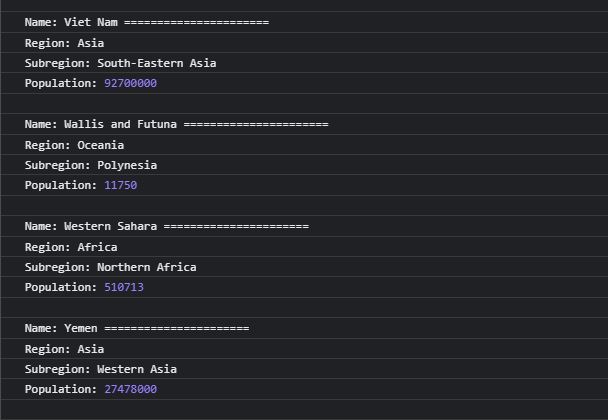 Name: Viet Nam ======================
Region: Asia
Subregion: South-Eastern Asia
Population: 92700000
Name: Wallis and Futuna ======================
Region: Oceania
Subregion: Polynesia
Population: 11750
Name: Western Sahara ======================
Region: Africa
Subregion: Northern Africa
Population: 510713
Name: Yemen ======================
Region: Asia
Subregion: Western Asia
Population: 27478000